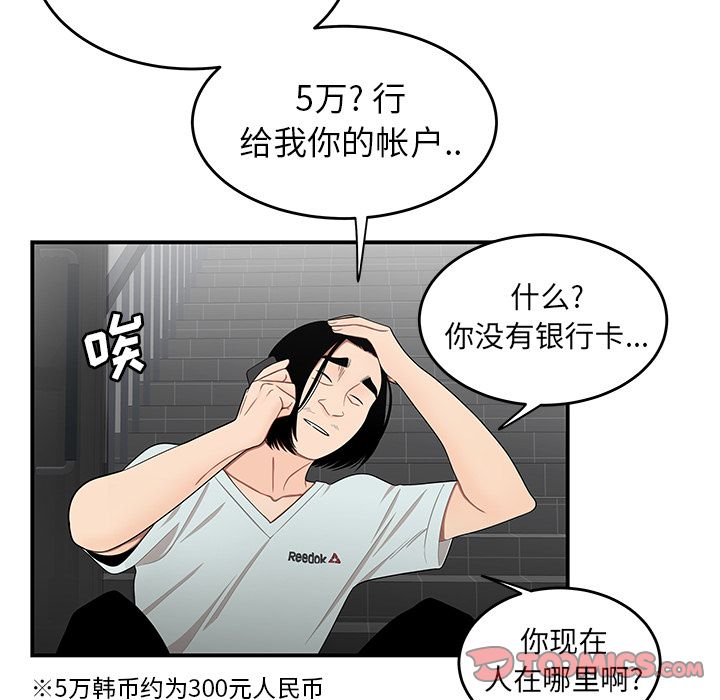 5万? 行
给我你的帐户..
什么?
你没有银行卡...
唉
Reedok
你现在
人在哪里啊?
※5万韩币约为300元人民币
TOOMICS.COM